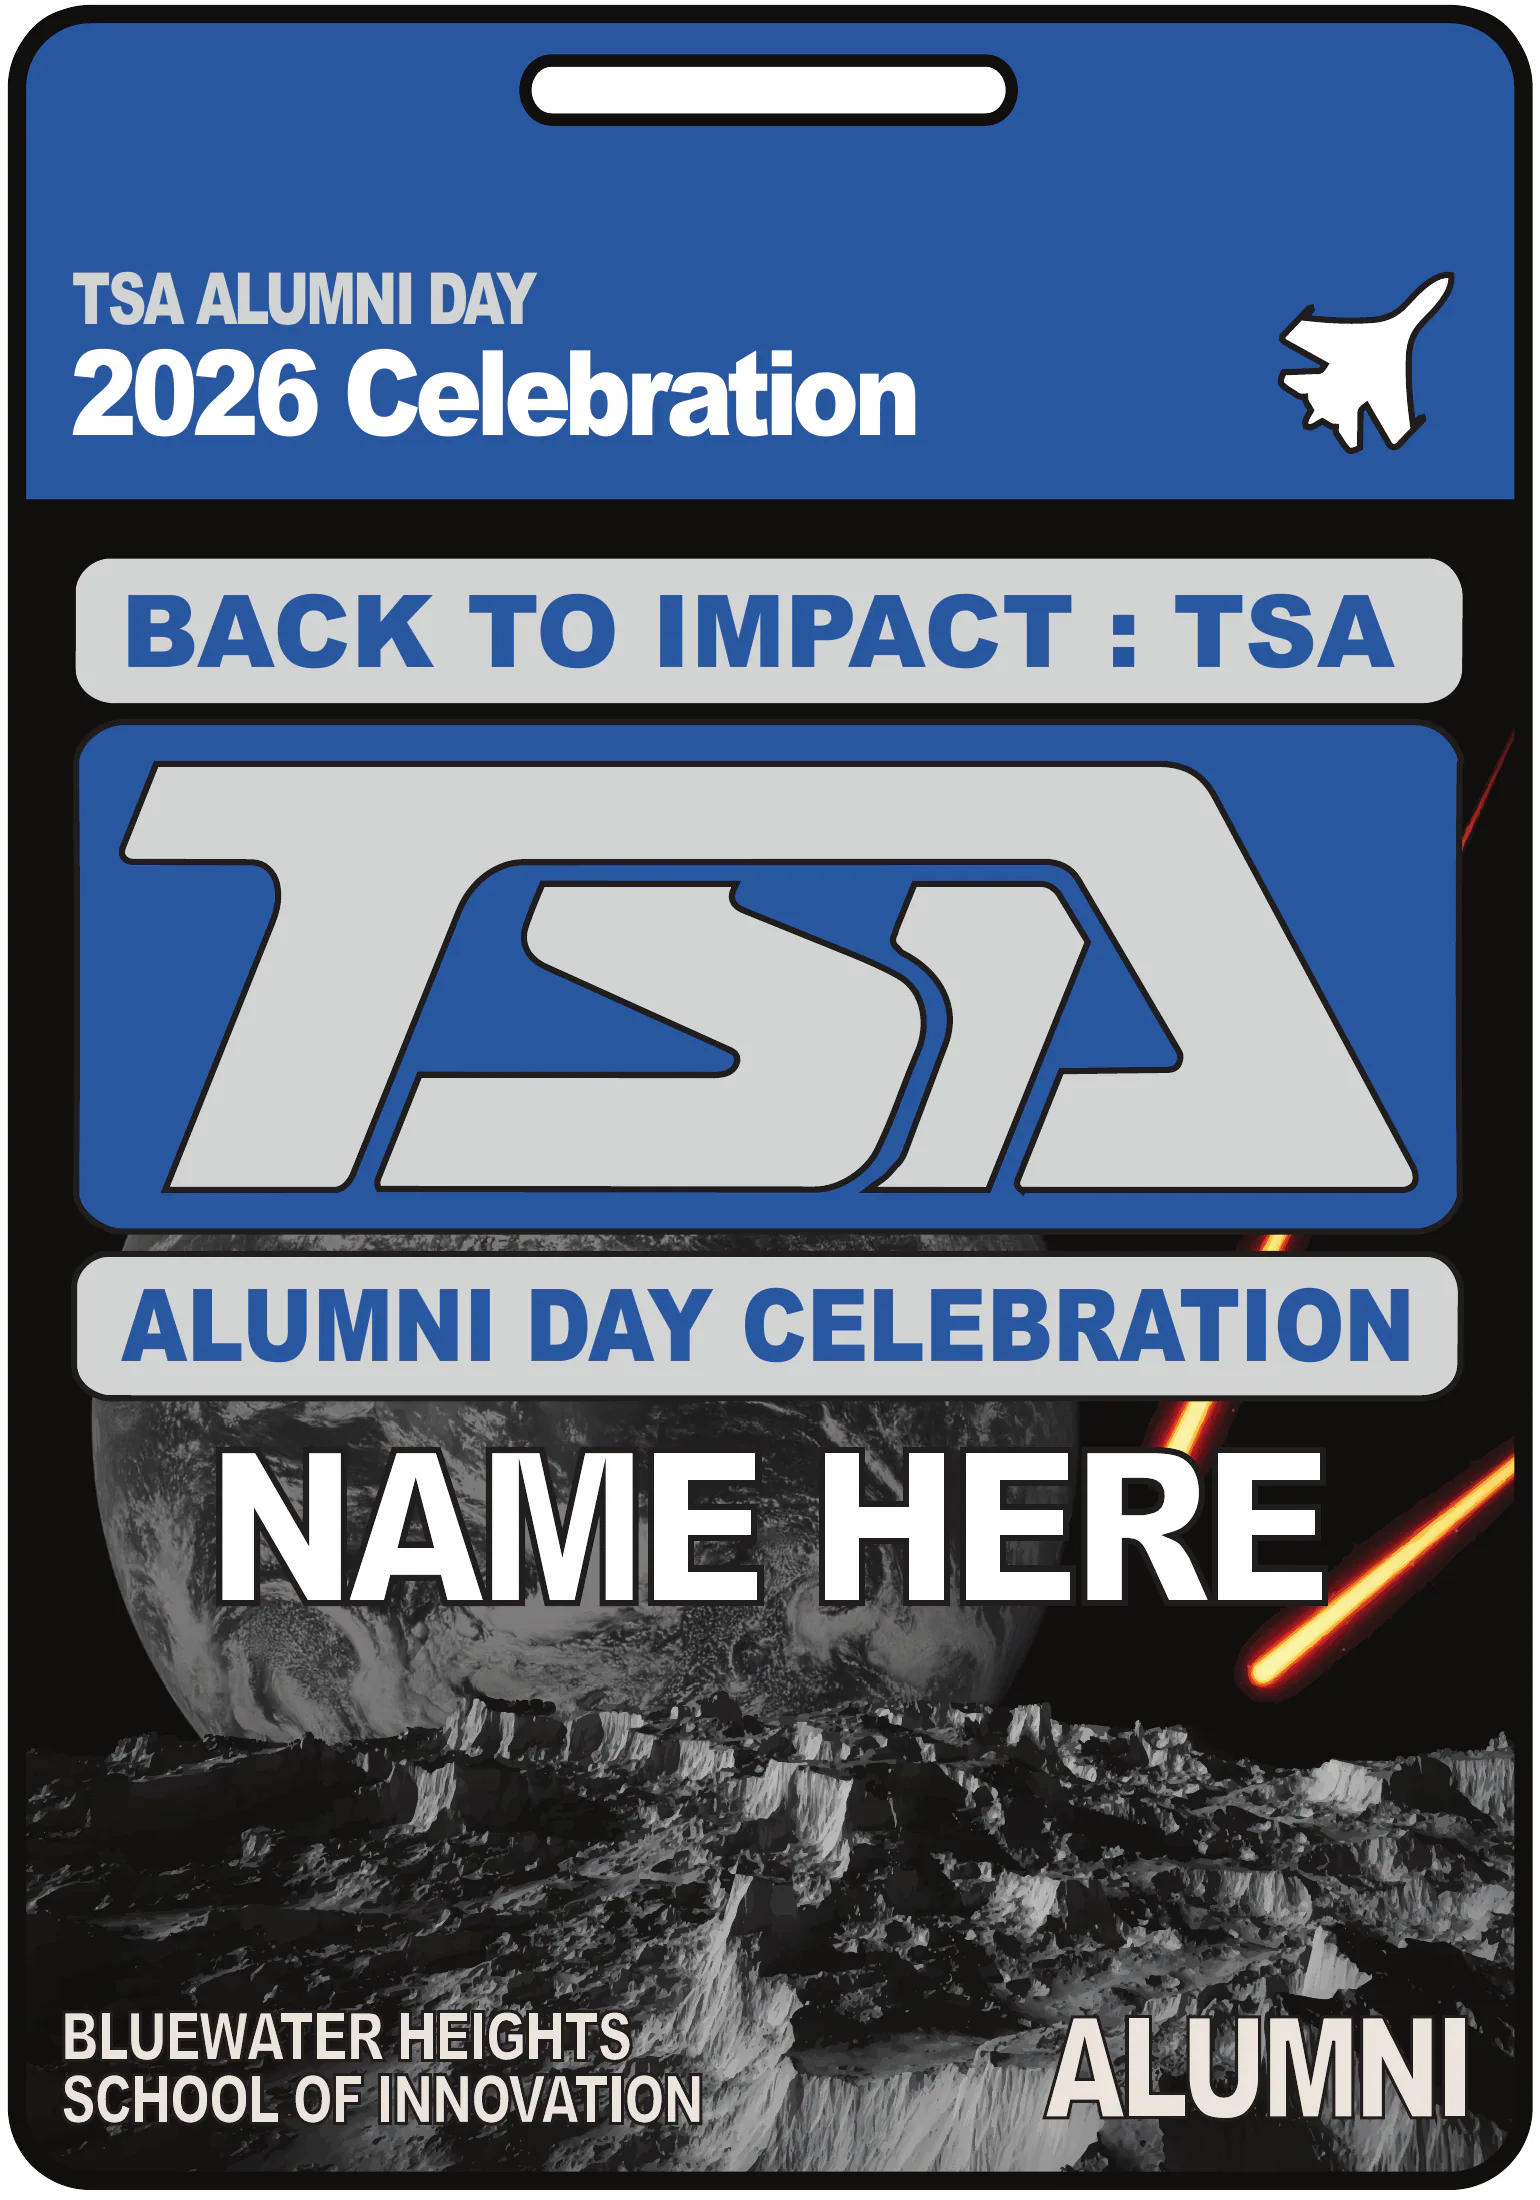 TSA ALUMNI DAY
2026 Celebration
BACK TO IMPACT : TSA
TSA
ALUMNI DAY CELEBRATION
NAME HERE
BLUEWATER HEIGHTS
SCHOOL OF INNOVATION
ALUMNI